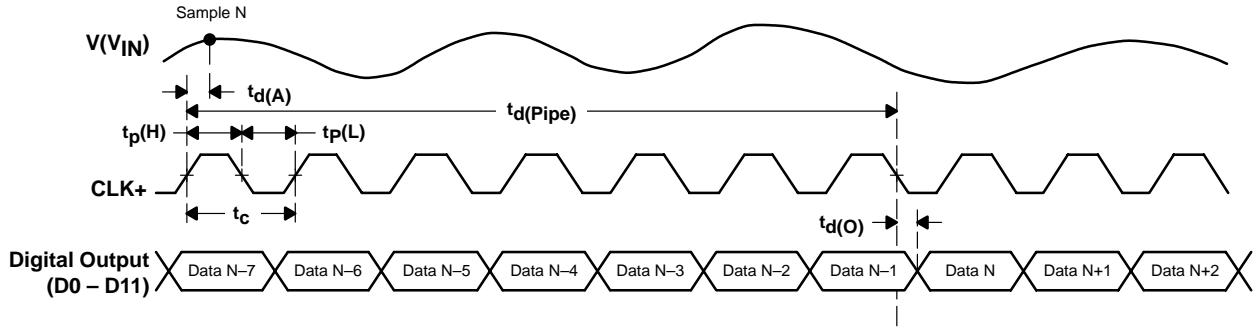 Sample N
V(VIN)
td(A)
td(Pipe)
tp(H)
tP(L)
CLK+
tc
td(O)
Digital Output
(D0 – D11)
Data N–7
Data N–6
Data N–5
Data N–4
Data N–3
Data N–2
Data N–1
Data N
Data N+1
Data N+2